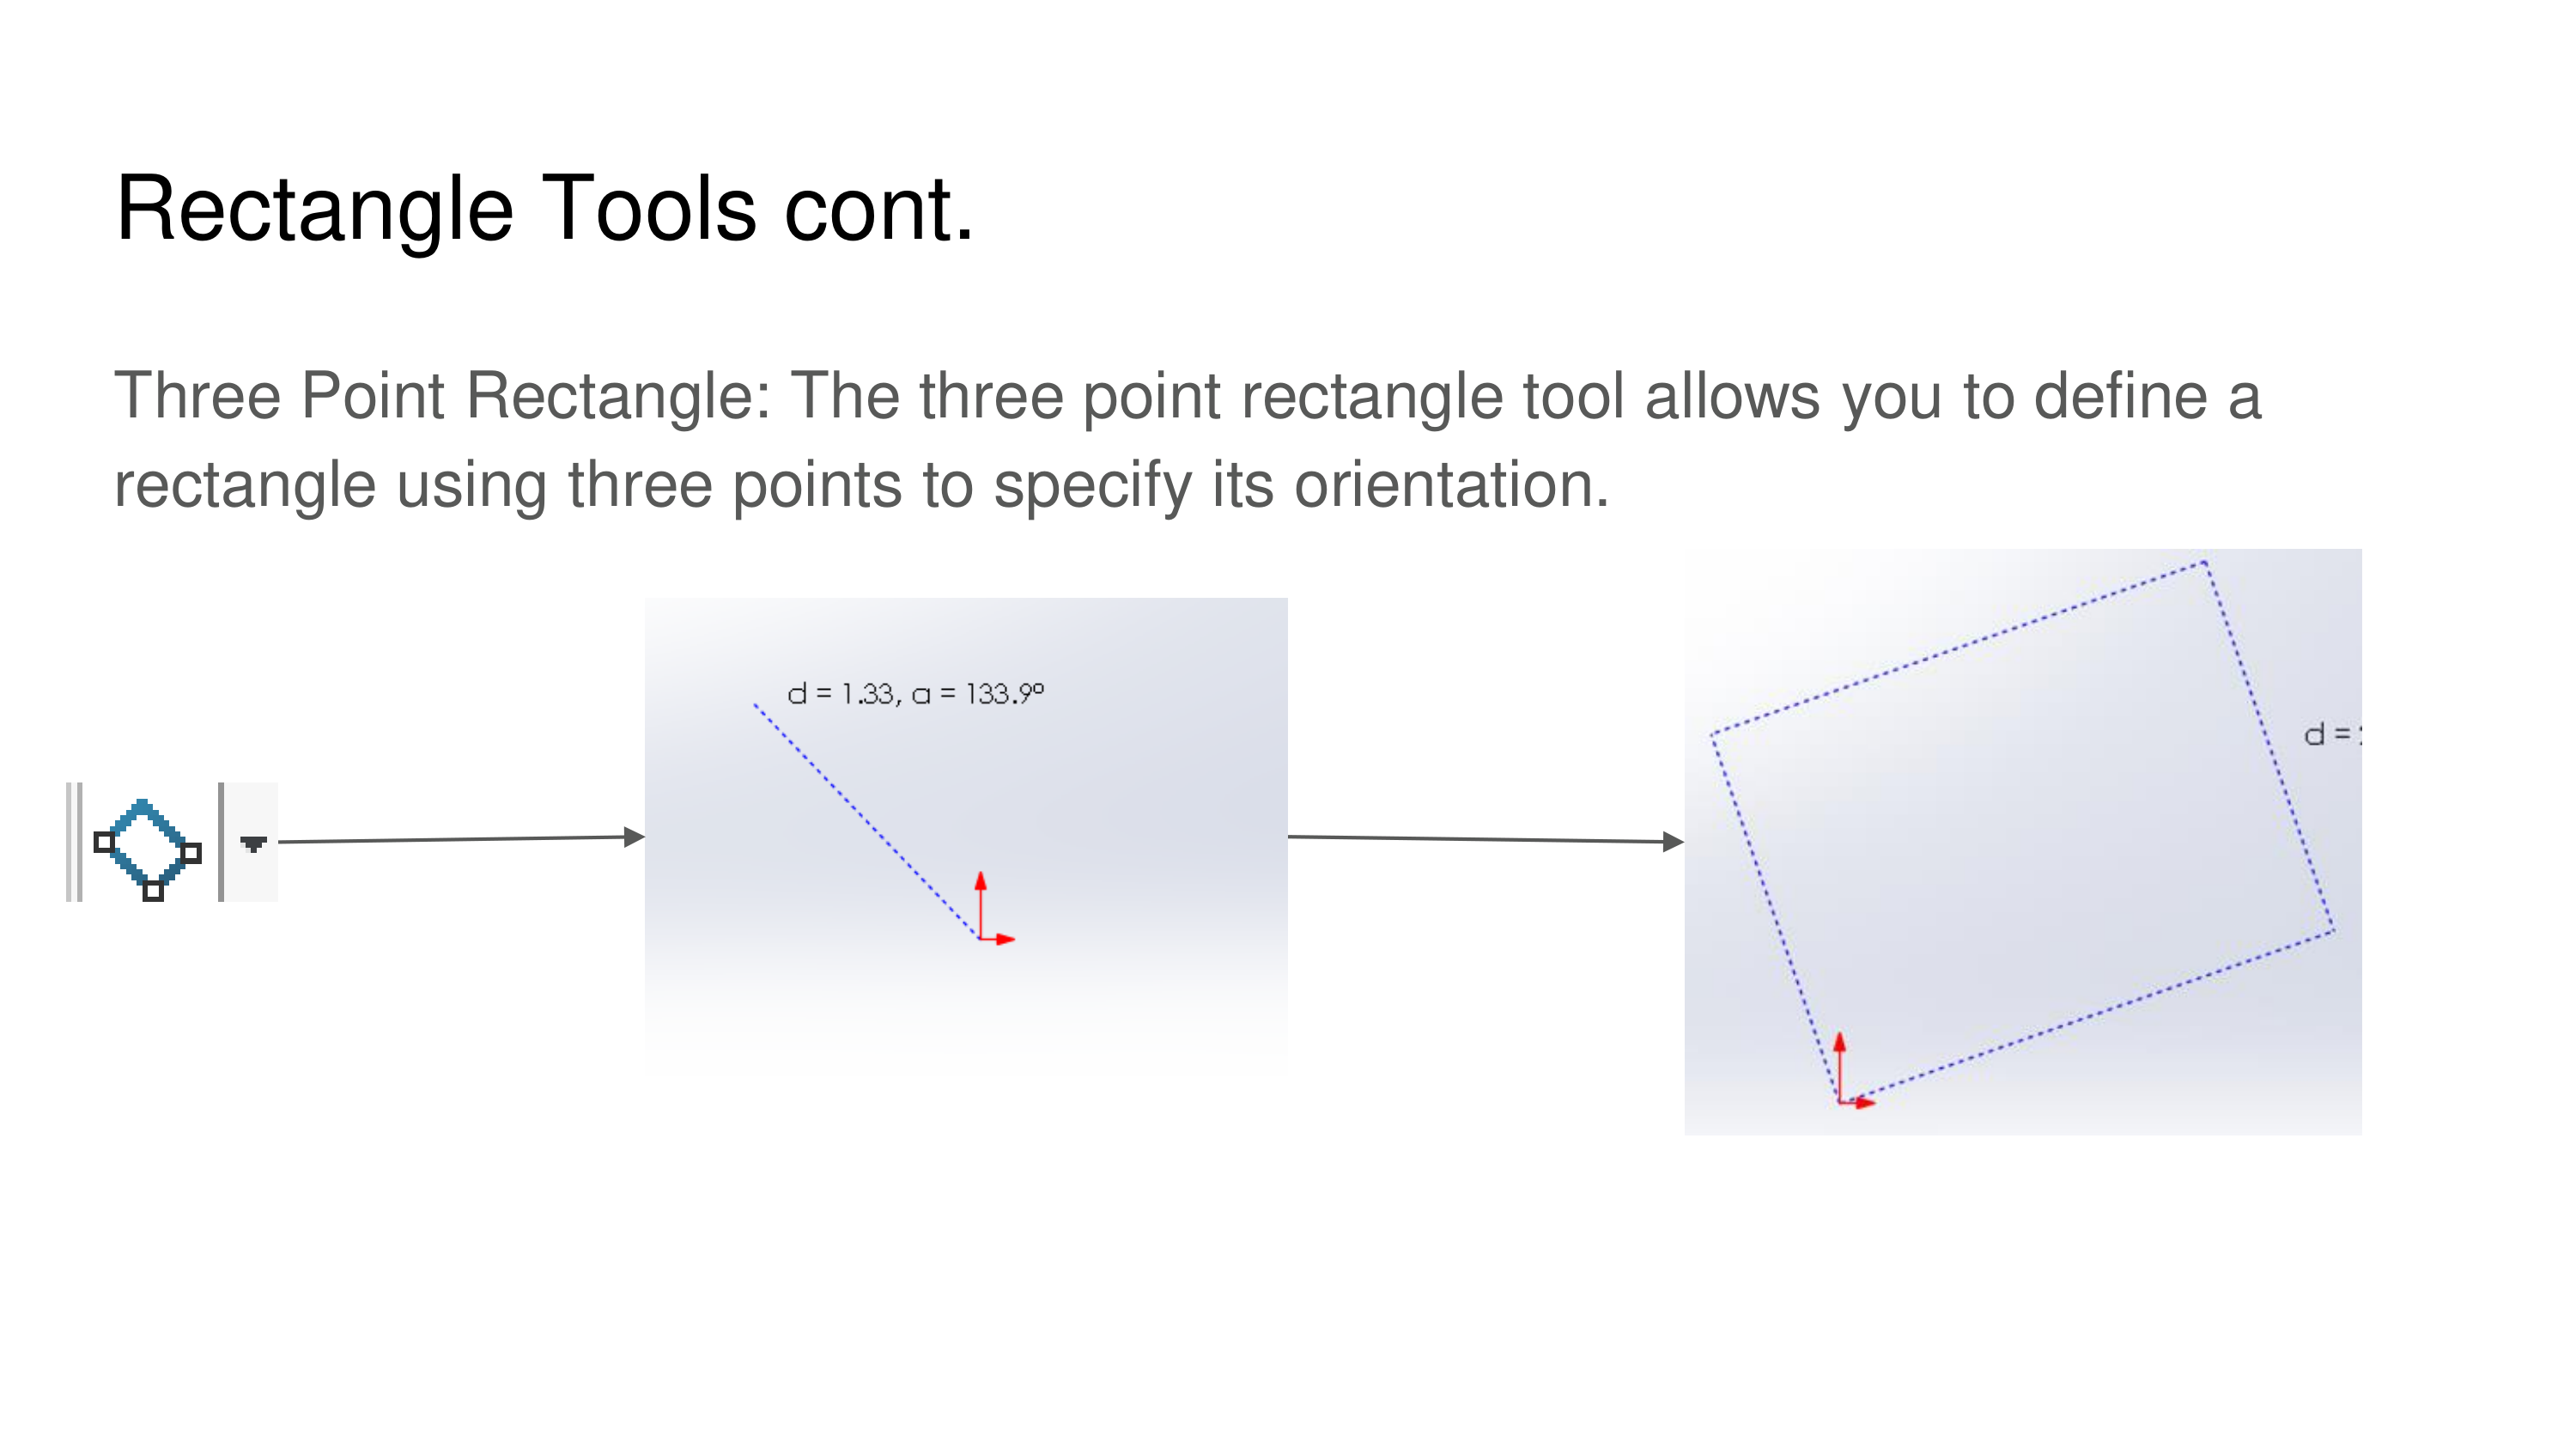 Rectangle Tools cont.
Three Point Rectangle: The three point rectangle tool allows you to define a
rectangle using three points to specify its orientation.
d = 1.33, a = 133.9º
d =